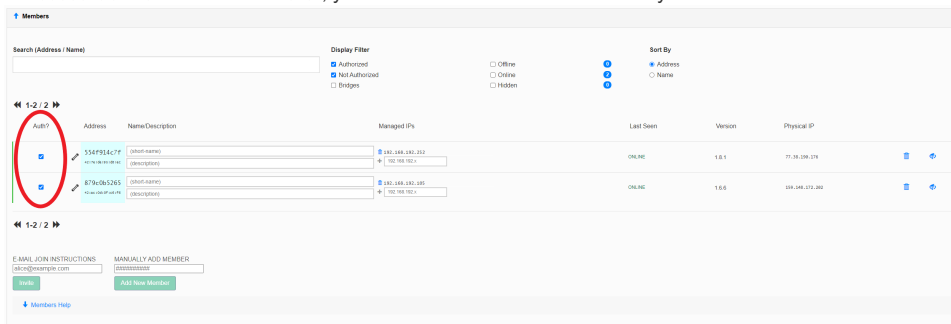 Members
Search (Address / Name)
Display Filter
Sort By
Authorized
Offline
0
Address
Not Authorized
Online
2
Name
Bridges
Hidden
0
1-2 / 2
Auth?
Address
Name/Description
Managed IPs
Last Seen
Version
Physical IP
554f914c7f
(short-name)
(description)
192.168.192.252
192.168.192.x
ONLINE
1.8.1
879c0b5265
(short-name)
(description)
192.168.192.105
192.168.192.x
ONLINE
1.6.6
1-2 / 2
E-MAIL JOIN INSTRUCTIONS
MANUALLY ADD MEMBER
alice@example.com
##########
Invite
Add New Member
Members Help